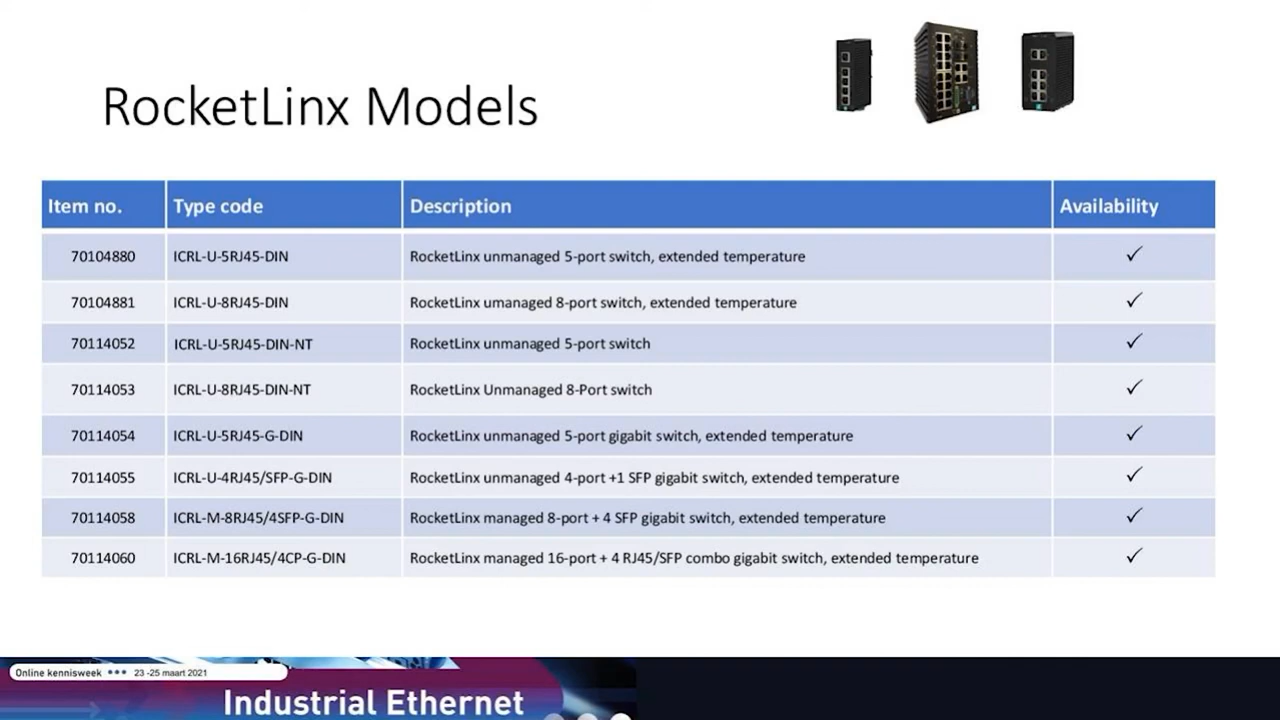 RocketLinx Models
Item no. Type code Description Availability
70104880 ICRL-U-5RJ45-DIN RocketLinx unmanaged 5-port switch, extended temperature ✓
70104881 ICRL-U-8RJ45-DIN RocketLinx umanaged 8-port switch, extended temperature ✓
70114052 ICRL-U-5RJ45-DIN-NT RocketLinx unmanaged 5-port switch ✓
70114053 ICRL-U-8RJ45-DIN-NT RocketLinx Unmanaged 8-Port switch ✓
70114054 ICRL-U-5RJ45-G-DIN RocketLinx unmanaged 5-port gigabit switch, extended temperature ✓
70114055 ICRL-U-4RJ45/SFP-G-DIN RocketLinx unmanaged 4-port +1 SFP gigabit switch, extended temperature ✓
70114058 ICRL-M-8RJ45/4SFP-G-DIN RocketLinx managed 8-port + 4 SFP gigabit switch, extended temperature ✓
70114060 ICRL-M-16RJ45/4CP-G-DIN RocketLinx managed 16-port + 4 RJ45/SFP combo gigabit switch, extended temperature ✓
Online kennisweek ••• 23 -25 maart 2021
Industrial Ethernet